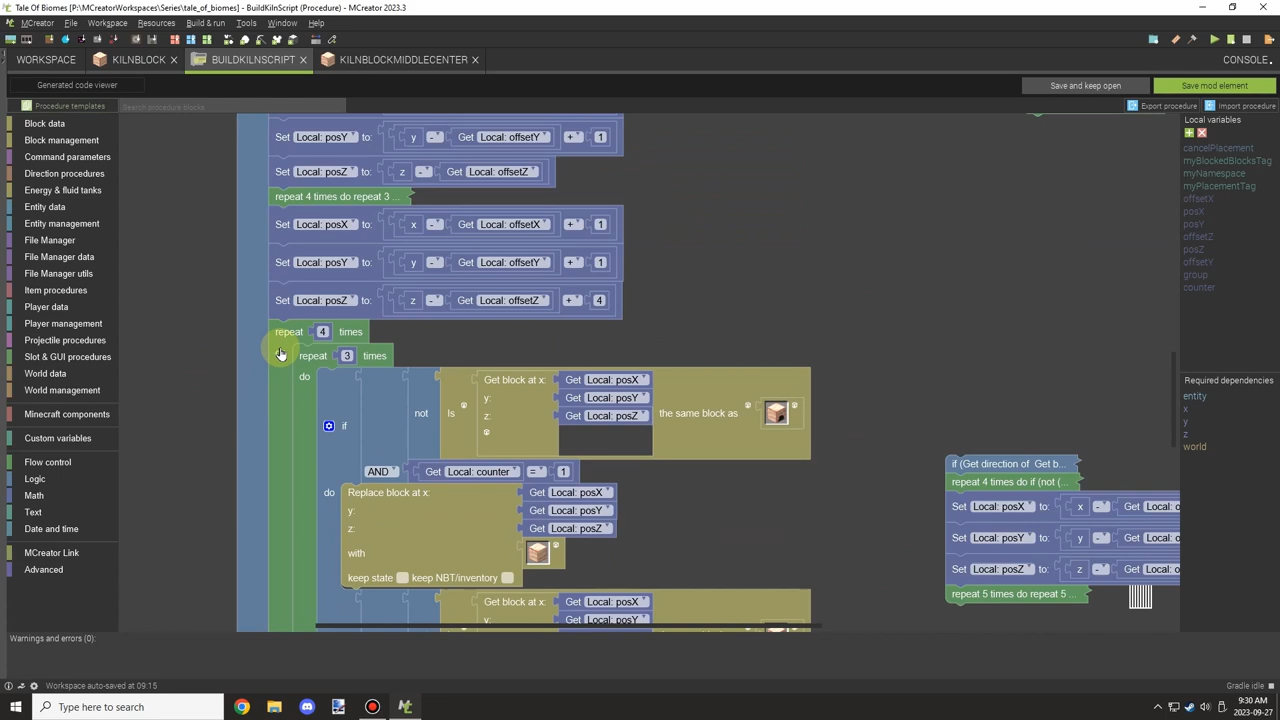 Tale Of Biomes [P:\MCreatorWorkspaces\Series\tale_of_biomes] - BuildKilnScript (Procedure) - MCreator 2023.3
MCreator File Workspace Resources Build & run Tools Window Help
WORKSPACE KILNBLOCK BUILDKILNSCRIPT KILNBLOCKMIDDLECENTER CONSOLE
Generated code viewer Save and keep open Save mod element
Procedure templates Search procedure blocks Export procedure Import procedure
Block data
Block management
Command parameters
Direction procedures
Energy & fluid tanks
Entity data
Entity management
File Manager
File Manager data
File Manager utils
Item procedures
Player data
Player management
Projectile procedures
Slot & GUI procedures
World data
World management
Minecraft components
Custom variables
Flow control
Logic
Math
Text
Date and time
MCreator Link
Advanced
Set Local: posY to: y - Get Local: offsetY + 1
Set Local: posZ to: z - Get Local: offsetZ
repeat 4 times do repeat 3 ...
Set Local: posX to: x - Get Local: offsetX + 1
Set Local: posY to: y - Get Local: offsetY + 1
Set Local: posZ to: z - Get Local: offsetZ + 4
repeat 4 times
repeat 3 times
do
if not Is Get block at x: Get Local: posX
y: Get Local: posY
z: Get Local: posZ
the same block as
AND Get Local: counter = 1
do Replace block at x: Get Local: posX
y: Get Local: posY
z: Get Local: posZ
with
keep state keep NBT/inventory
Get block at x: Get Local: posX
y: Get Local: posY
if (Get direction of Get b...
repeat 4 times do if (not (...
Set Local: posX to: x - Get
Set Local: posY to: y - Get
Set Local: posZ to: z - Get
repeat 5 times do repeat 5 ...
Local variables
cancelPlacement
myBlockedBlocksTag
myNamespace
myPlacementTag
offsetX
posX
posY
offsetZ
posZ
offsetY
group
counter
Required dependencies
entity
x
y
z
world
Warnings and errors (0):
Workspace auto-saved at 09:15 Gradle idle
Type here to search
9:30 AM
2023-09-27